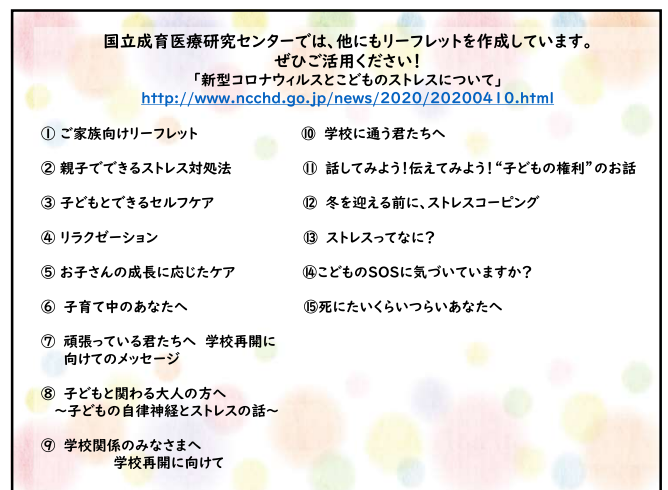 国立成育医療研究センターでは、他にもリーフレットを作成しています。
ぜひご活用ください！
「新型コロナウィルスとこどものストレスについて」
http://www.ncchd.go.jp/news/2020/20200410.html
① ご家族向けリーフレット
② 親子でできるストレス対処法
③ 子どもとできるセルフケア
④ リラクゼーション
⑤ お子さんの成長に応じたケア
⑥ 子育て中のあなたへ
⑦ 頑張っている君たちへ 学校再開に
向けてのメッセージ
⑧ 子どもと関わる大人の方へ
～子どもの自律神経とストレスの話～
⑨ 学校関係のみなさまへ
学校再開に向けて
⑩ 学校に通う君たちへ
⑪ 話してみよう！伝えてみよう！“子どもの権利”のお話
⑫ 冬を迎える前に、ストレスコーピング
⑬ ストレスってなに？
⑭こどものSOSに気づいていますか？
⑮死にたいくらいつらいあなたへ